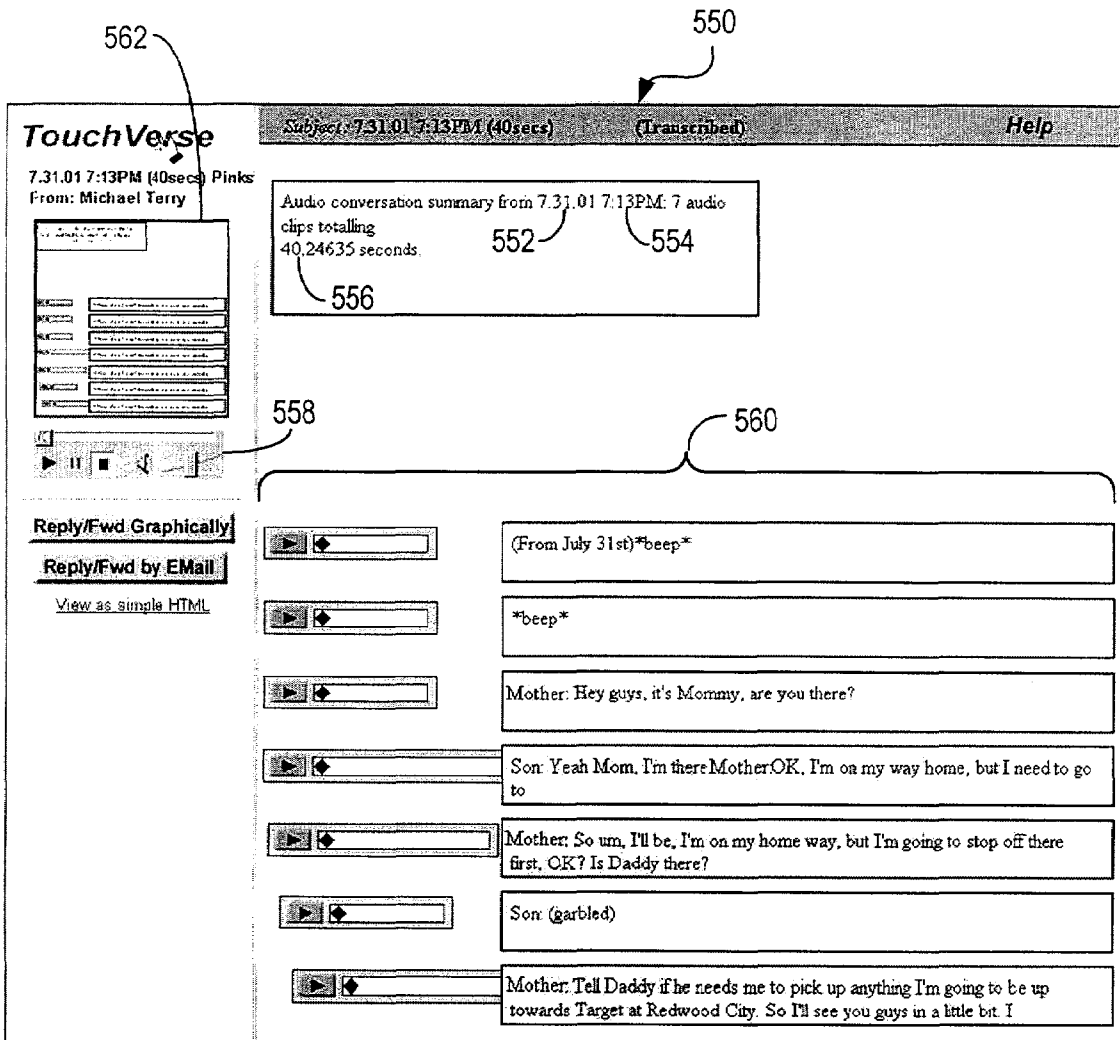 562
550
TouchVerse
Subject: 7.31.01 7:13PM (40secs) (Transcribed) Help
7.31.01 7:13PM (40secs) Pinks
From: Michael Terry
Audio conversation summary from 7.31.01 7:13PM: 7 audio
clips totalling
40.24635 seconds.
552
554
556
558
560
Reply/Fwd Graphically
Reply/Fwd by EMail
View as simple HTML
(From July 31st)*beep*
*beep*
Mother: Hey guys, it's Mommy, are you there?
Son: Yeah Mom, I'm there Mother:OK, I'm on my way home, but I need to go
to
Mother: So um, I'll be, I'm on my home way, but I'm going to stop off there
first, OK? Is Daddy there?
Son: (garbled)
Mother: Tell Daddy if he needs me to pick up anything I'm going to be up
towards Target at Redwood City. So I'll see you guys in a little bit. I